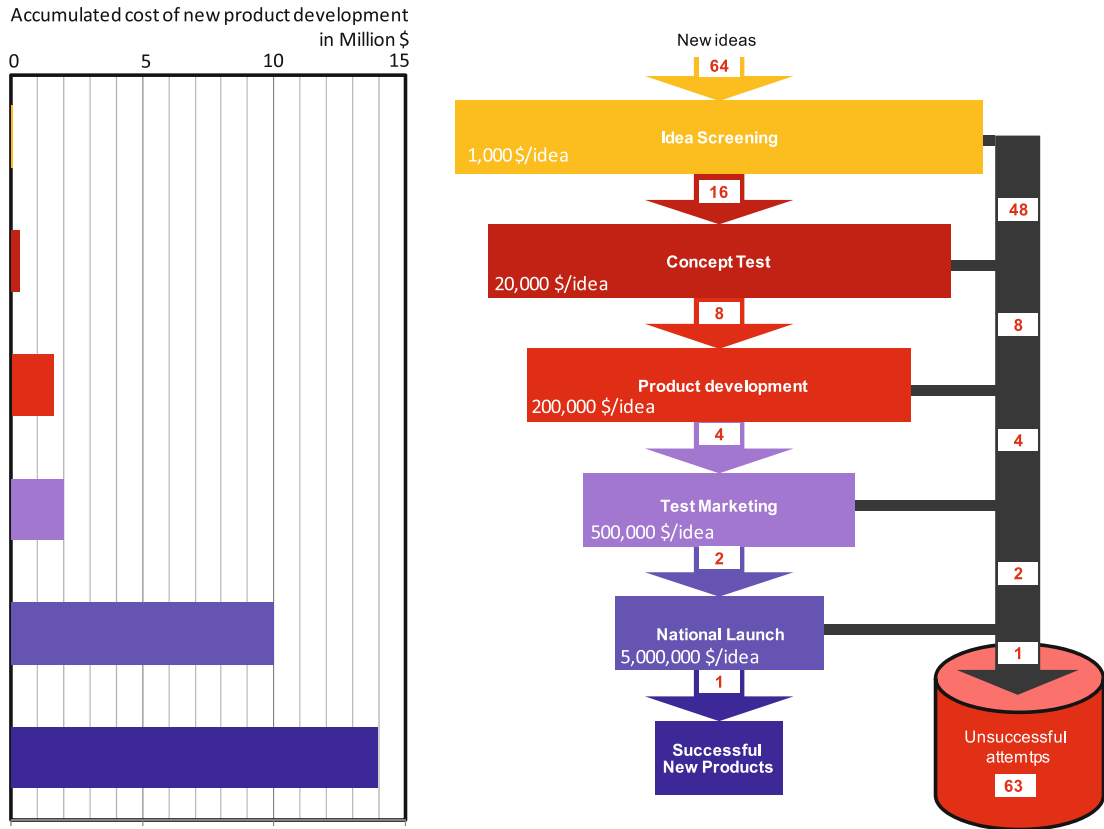 Accumulated cost of new product development
in Million $
0 5 10 15
New ideas
64
Idea Screening
1,000 $/idea
16
48
Concept Test
20,000 $/idea
8
8
Product development
200,000 $/idea
4
4
Test Marketing
500,000 $/idea
2
2
National Launch
5,000,000 $/idea
1
1
Successful
New Products
Unsuccessful
attemtps
63